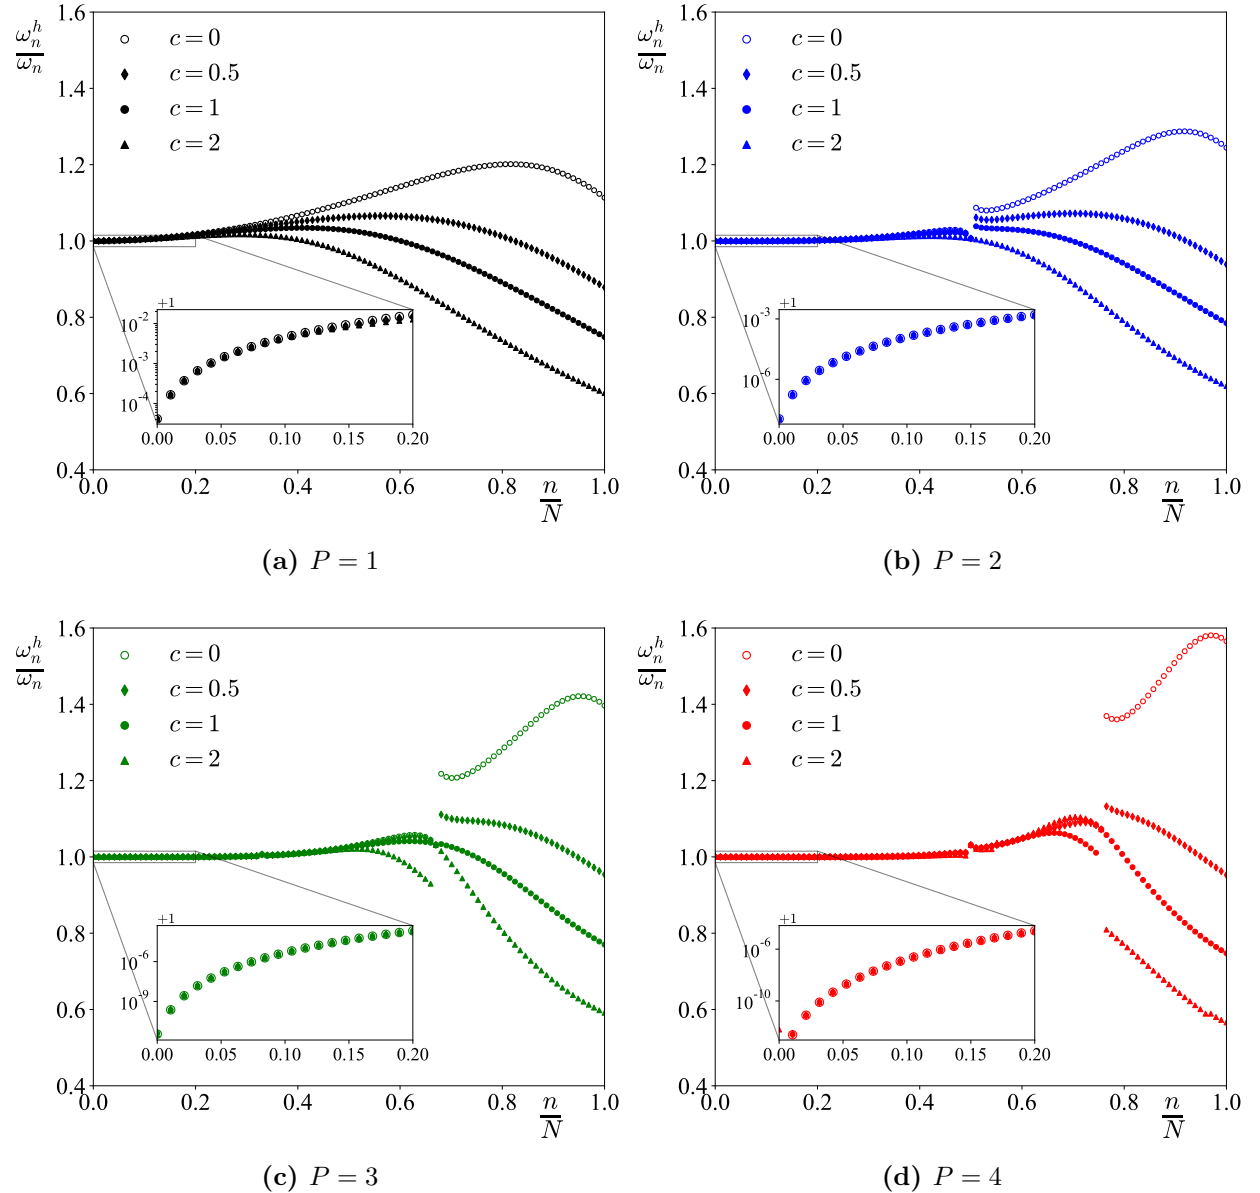 ω_n^h / ω_n
1.6
1.4
1.2
1.0
0.8
0.6
0.4
c = 0
c = 0.5
c = 1
c = 2
+1
10^-2
10^-3
10^-4
0.00 0.05 0.10 0.15 0.20
0.0 0.2 0.4 0.6 0.8 1.0
n / N
(a) P = 1
ω_n^h / ω_n
1.6
1.4
1.2
1.0
0.8
0.6
0.4
c = 0
c = 0.5
c = 1
c = 2
+1
10^-3
10^-6
0.00 0.05 0.10 0.15 0.20
0.0 0.2 0.4 0.6 0.8 1.0
n / N
(b) P = 2
ω_n^h / ω_n
1.6
1.4
1.2
1.0
0.8
0.6
0.4
c = 0
c = 0.5
c = 1
c = 2
+1
10^-6
10^-9
0.00 0.05 0.10 0.15 0.20
0.0 0.2 0.4 0.6 0.8 1.0
n / N
(c) P = 3
ω_n^h / ω_n
1.6
1.4
1.2
1.0
0.8
0.6
0.4
c = 0
c = 0.5
c = 1
c = 2
+1
10^-6
10^-10
0.00 0.05 0.10 0.15 0.20
0.0 0.2 0.4 0.6 0.8 1.0
n / N
(d) P = 4